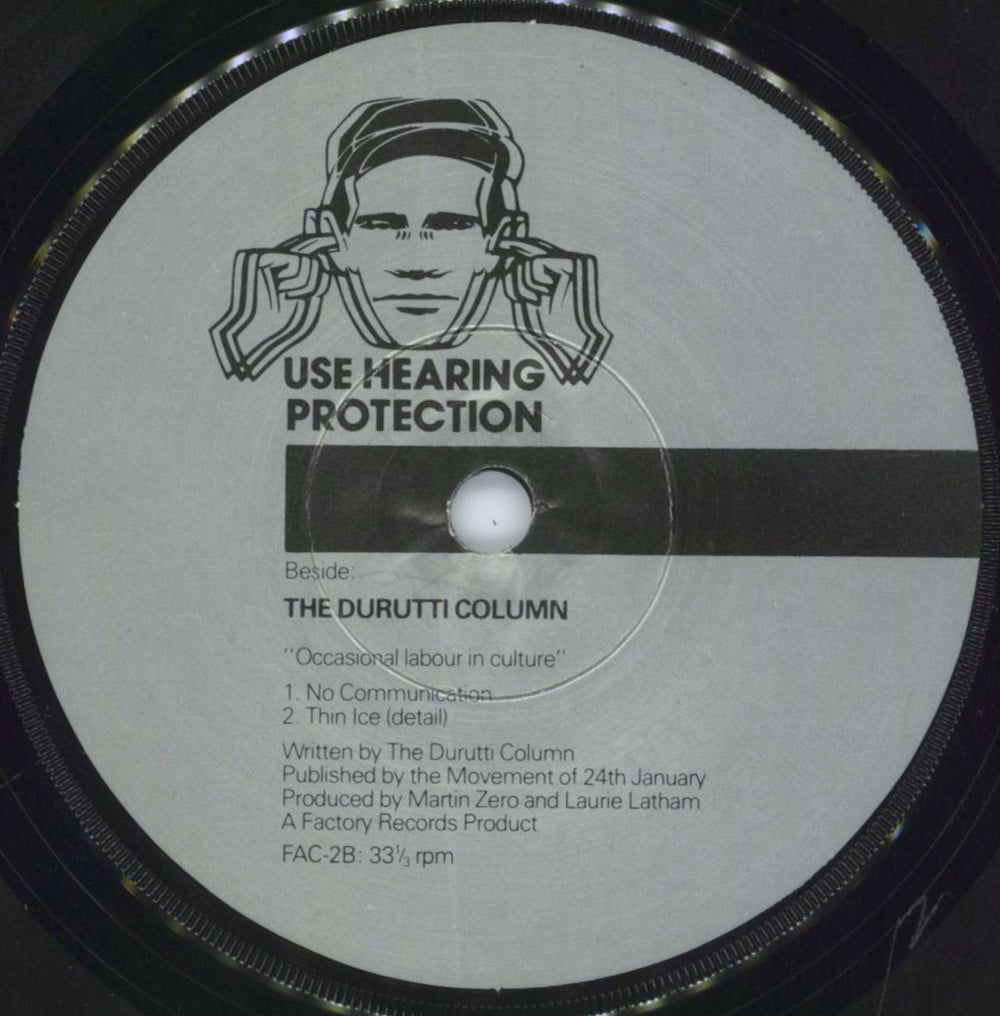 USE HEARING
PROTECTION
Beside:
THE DURUTTI COLUMN
"Occasional labour in culture"
1. No Communication
2. Thin Ice (detail)
Written by The Durutti Column
Published by the Movement of 24th January
Produced by Martin Zero and Laurie Latham
A Factory Records Product
FAC-2B: 33⅓ rpm